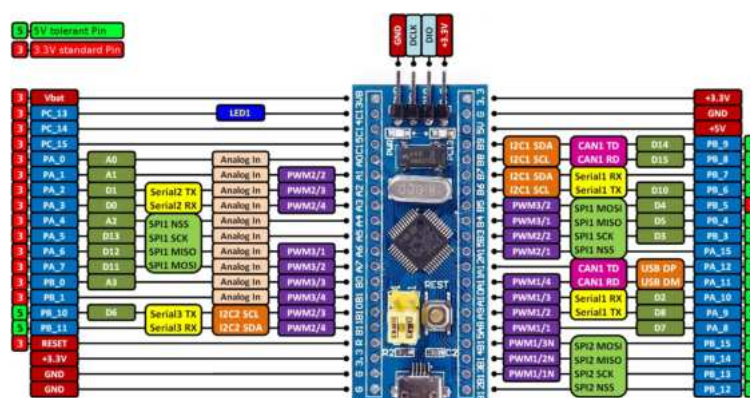 GND DCLK DIO +3.3V
5 5V tolerant Pin
3 3.3V standard Pin
3 Vbat
3 PC_13 LED1
3 PC_14
3 PC_15
3 PA_0 A0 Analog In
3 PA_1 A1 Analog In PWM2/2
3 PA_2 D1 Serial2 TX Analog In PWM2/3
3 PA_3 D0 Serial2 RX Analog In PWM2/4
3 PA_4 A2 SPI1 NSS Analog In
3 PA_5 D13 SPI1 SCK Analog In
3 PA_6 D12 SPI1 MISO Analog In PWM3/1
3 PA_7 D11 SPI1 MOSI Analog In PWM3/2
3 PB_0 A3 Analog In PWM3/3
3 PB_1 Analog In PWM3/4
5 PB_10 D6 Serial3 TX I2C2 SCL PWM2/3
5 PB_11 Serial3 RX I2C2 SDA PWM2/4
3 RESET
+3.3V
GND
GND
REST
+3.3V
GND
+5V
I2C1 SDA CAN1 TD D14 PB_9
I2C1 SCL CAN1 RD D15 PB_8
I2C1 SDA Serial1 RX PB_7
I2C1 SCL Serial1 TX D10 PB_6
PWM3/2 SPI1 MOSI D4 PB_5
PWM3/1 SPI1 MISO D5 PB_4
PWM2/2 SPI1 SCK D3 PB_3
PWM2/1 SPI1 NSS PA_15
CAN1 TD USB DP PA_12
PWM1/4 CAN1 RD USB DM PA_11
PWM1/3 Serial1 RX D2 PA_10
PWM1/2 Serial1 TX D8 PA_9
PWM1/1 D7 PA_8
PWM1/3N SPI2 MOSI PB_15
PWM1/2N SPI2 MISO PB_14
PWM1/1N SPI2 SCK PB_13
SPI2 NSS PB_12